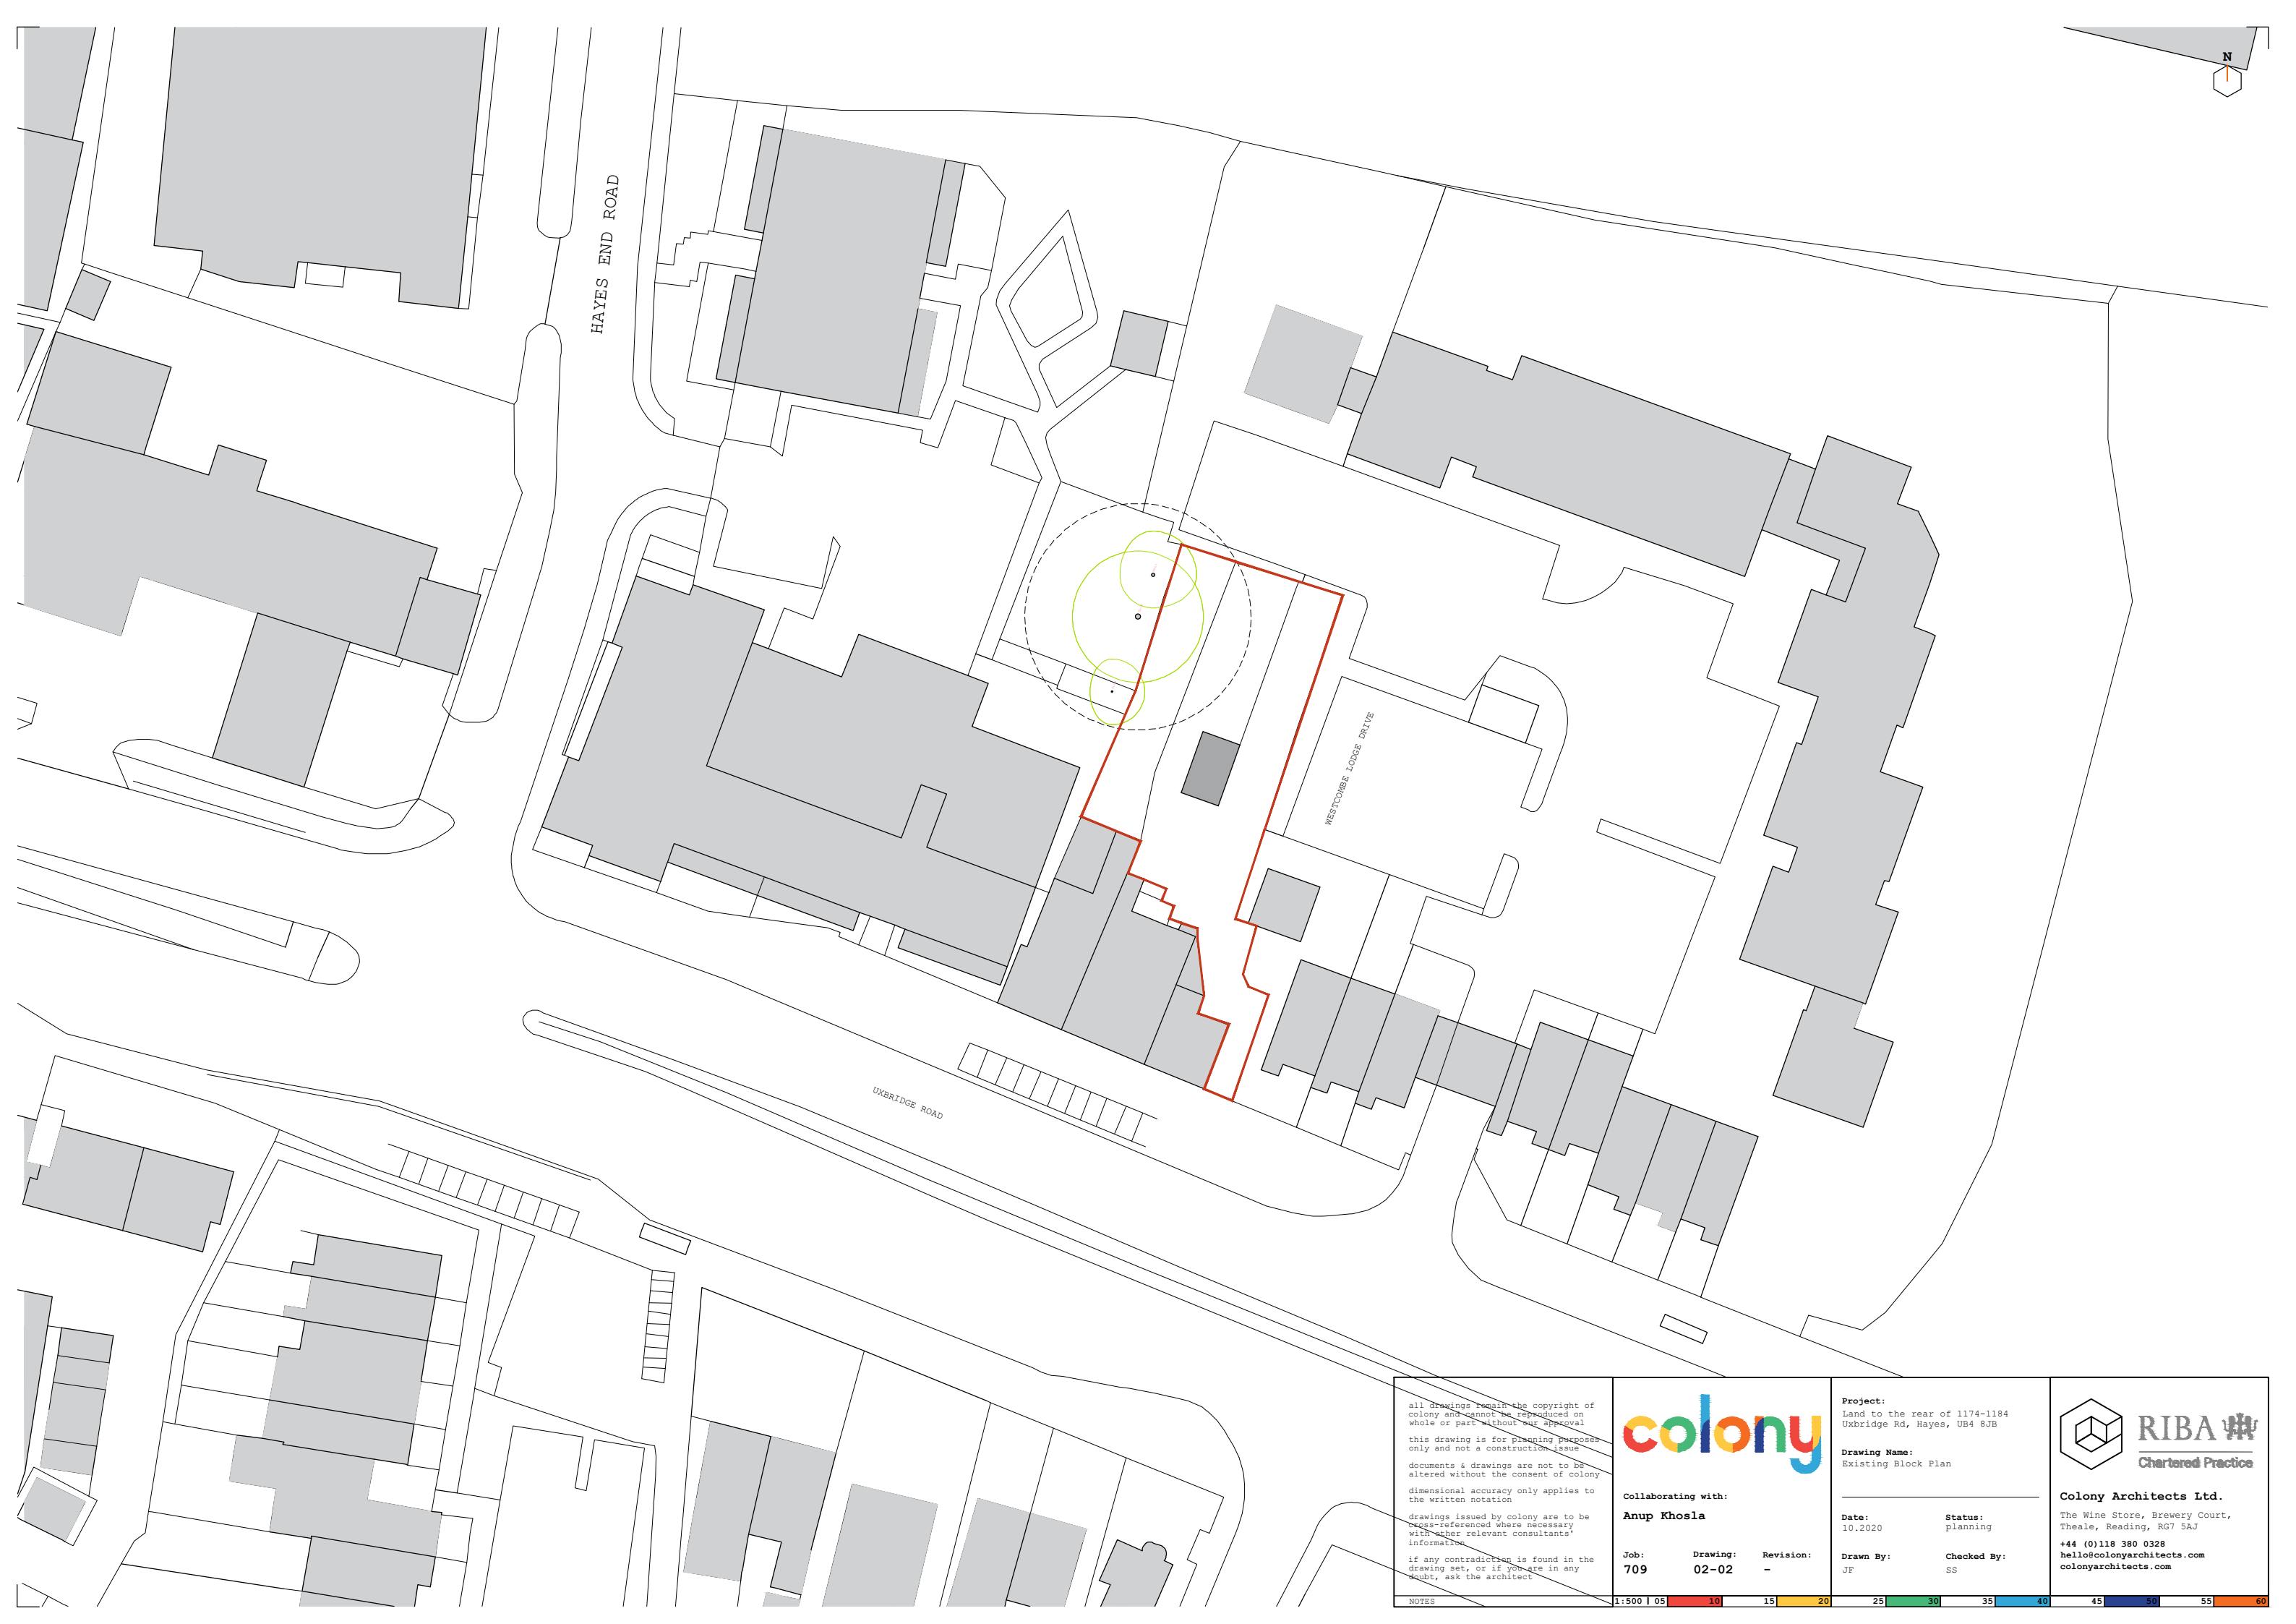 N
HAYES END ROAD
WESTCOMBE LODGE DRIVE
UXBRIDGE ROAD
all drawings remain the copyright of
colony and cannot be reproduced on
whole or part without our approval
this drawing is for planning purposes
only and not a construction issue
documents & drawings are not to be
altered without the consent of colony
dimensional accuracy only applies to
the written notation
drawings issued by colony are to be
cross-referenced where necessary
with other relevant consultants'
information
if any contradiction is found in the
drawing set, or if you are in any
doubt, ask the architect
NOTES
colony
Collaborating with:
Anup Khosla
Job: Drawing: Revision:
709 02-02 -
Project:
Land to the rear of 1174-1184
Uxbridge Rd, Hayes, UB4 8JB
Drawing Name:
Existing Block Plan
Date: Status:
10.2020 planning
Drawn By: Checked By:
JF SS
RIBA
Chartered Practice
Colony Architects Ltd.
The Wine Store, Brewery Court,
Theale, Reading, RG7 5AJ
+44 (0)118 380 0328
hello@colonyarchitects.com
colonyarchitects.com
1:500 | 05 10 15 20 25 30 35 40 45 50 55 60